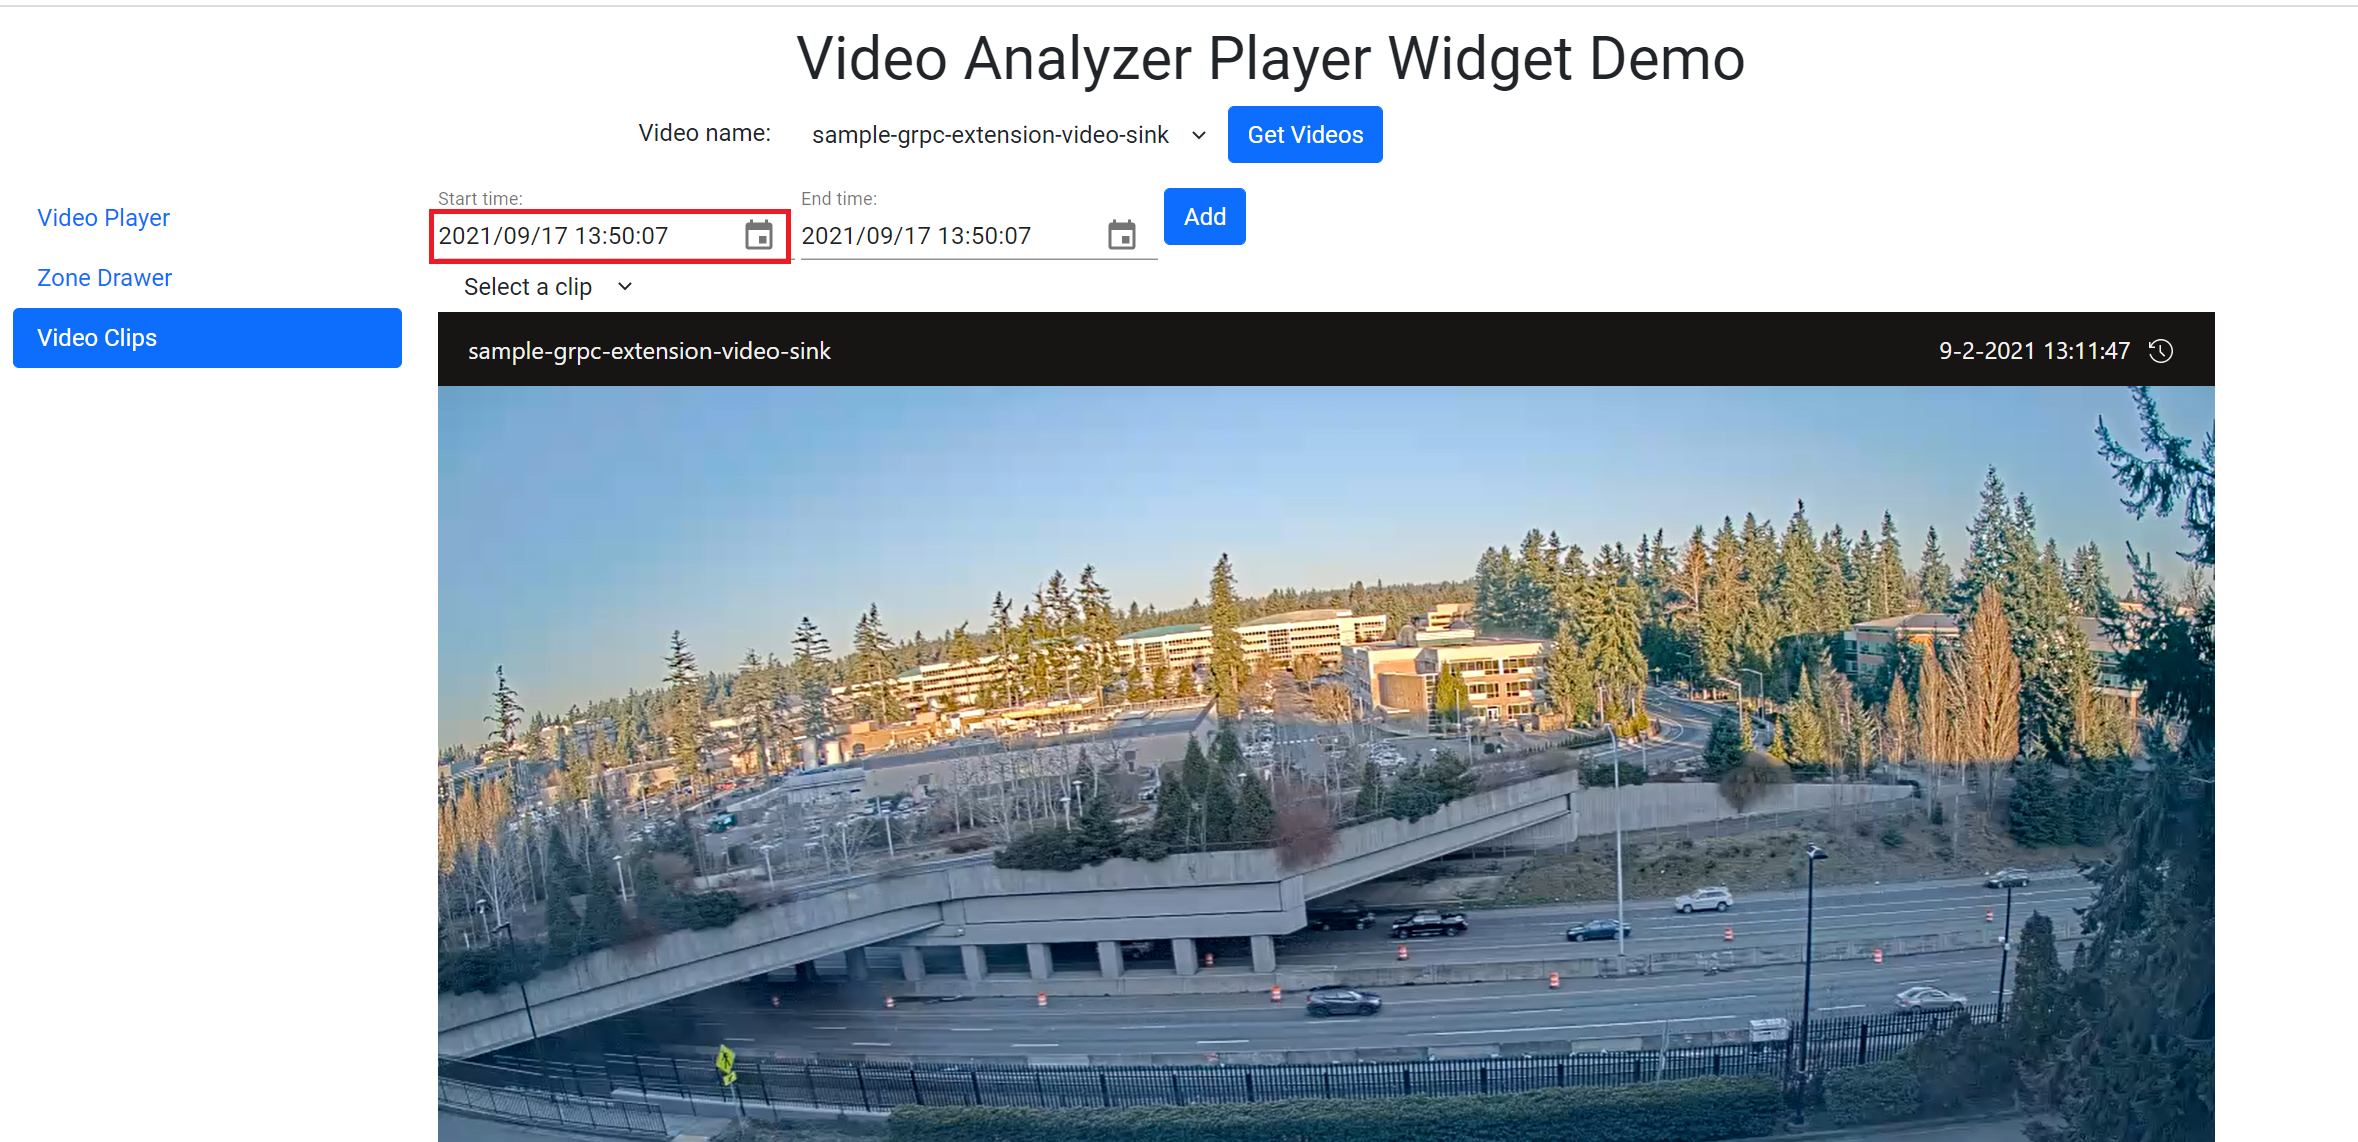 Video Analyzer Player Widget Demo
Video name: sample-grpc-extension-video-sink Get Videos
Video Player
Zone Drawer
Video Clips
Start time: End time:
2021/09/17 13:50:07 2021/09/17 13:50:07 Add
Select a clip
sample-grpc-extension-video-sink 9-2-2021 13:11:47